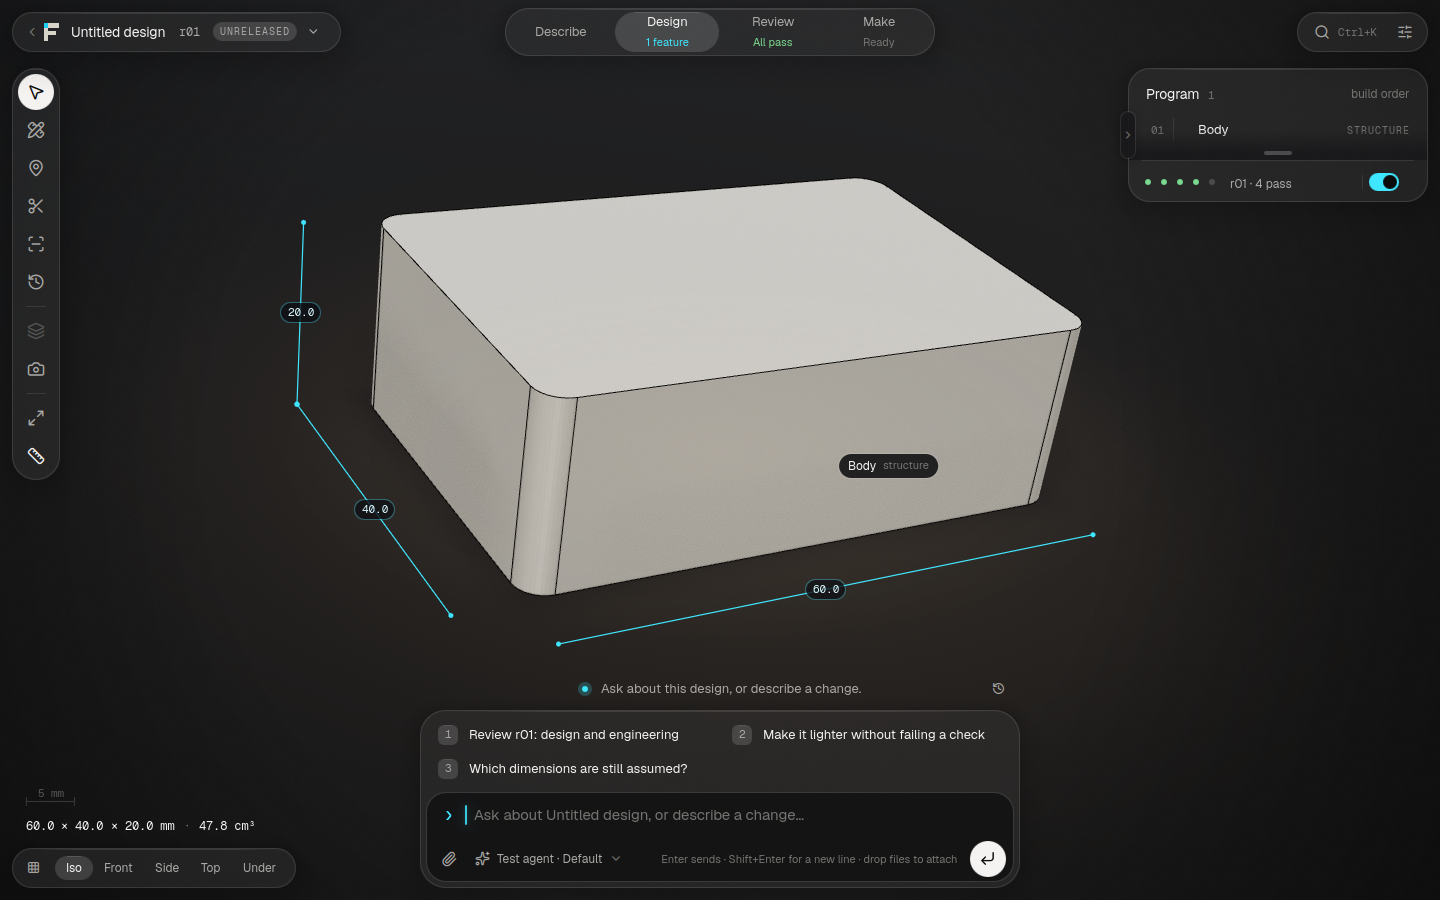 Untitled design r01 UNRELEASED
Describe
Design
1 feature
Review
All pass
Make
Ready
Ctrl+K
Program 1 build order
01 Body STRUCTURE
r01 · 4 pass
20.0
40.0
Body structure
60.0
Ask about this design, or describe a change.
1 Review r01: design and engineering
2 Make it lighter without failing a check
3 Which dimensions are still assumed?
Ask about Untitled design, or describe a change...
Test agent · Default
Enter sends · Shift+Enter for a new line · drop files to attach
5 mm
60.0 × 40.0 × 20.0 mm · 47.8 cm³
Iso Front Side Top Under